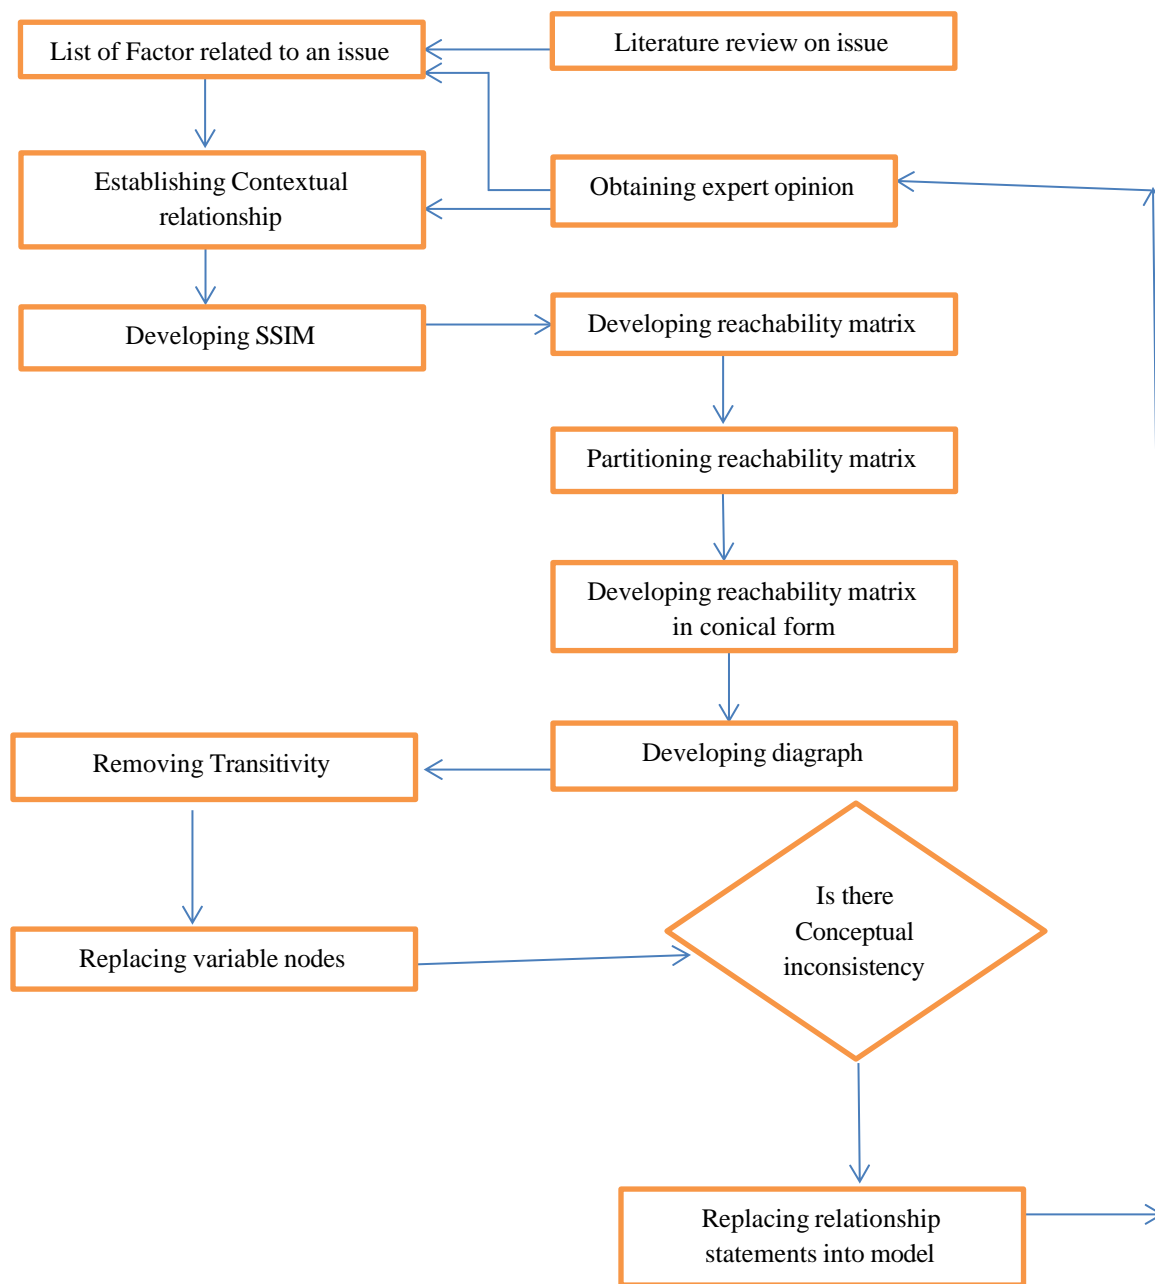 List of Factor related to an issue
Literature review on issue
Establishing Contextual
relationship
Obtaining expert opinion
Developing SSIM
Developing reachability matrix
Partitioning reachability matrix
Developing reachability matrix
in conical form
Developing diagraph
Removing Transitivity
Replacing variable nodes
Is there
Conceptual
inconsistency
Replacing relationship
statements into model